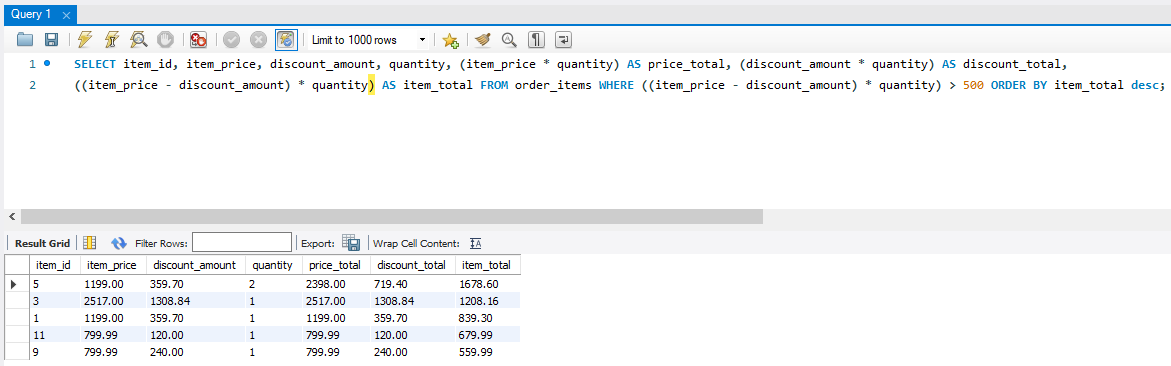 Query 1
Limit to 1000 rows
1 SELECT item_id, item_price, discount_amount, quantity, (item_price * quantity) AS price_total, (discount_amount * quantity) AS discount_total,
2 ((item_price - discount_amount) * quantity) AS item_total FROM order_items WHERE ((item_price - discount_amount) * quantity) > 500 ORDER BY item_total desc;
Result Grid Filter Rows: Export: Wrap Cell Content:
item_id item_price discount_amount quantity price_total discount_total item_total
5 1199.00 359.70 2 2398.00 719.40 1678.60
3 2517.00 1308.84 1 2517.00 1308.84 1208.16
1 1199.00 359.70 1 1199.00 359.70 839.30
11 799.99 120.00 1 799.99 120.00 679.99
9 799.99 240.00 1 799.99 240.00 559.99